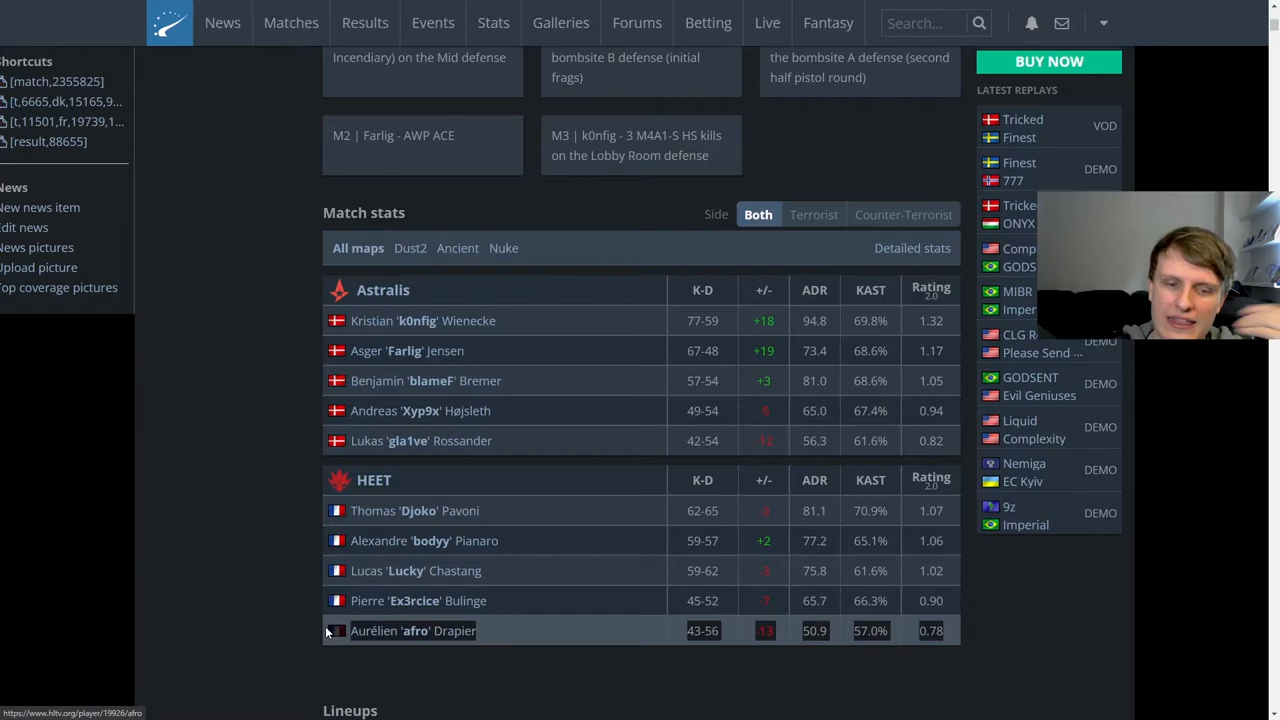 News Matches Results Events Stats Galleries Forums Betting Live Fantasy Search...
Shortcuts
[match,2355825]
[t,6665,dk,15165,9...
[t,11501,fr,19739,1...
[result,88655]
News
New news item
Edit news
News pictures
Upload picture
Top coverage pictures
Incendiary) on the Mid defense
bombsite B defense (initial
frags)
the bombsite A defense (second
half pistol round)
M2 | Farlig - AWP ACE
M3 | k0nfig - 3 M4A1-S HS kills
on the Lobby Room defense
Match stats Side Both Terrorist Counter-Terrorist
All maps Dust2 Ancient Nuke Detailed stats
Astralis K-D +/- ADR KAST Rating 2.0
Kristian 'k0nfig' Wienecke 77-59 +18 94.8 69.8% 1.32
Asger 'Farlig' Jensen 67-48 +19 73.4 68.6% 1.17
Benjamin 'blameF' Bremer 57-54 +3 81.0 68.6% 1.05
Andreas 'Xyp9x' Højsleth 49-54 -5 65.0 67.4% 0.94
Lukas 'gla1ve' Rossander 42-54 -12 56.3 61.6% 0.82
HEET K-D +/- ADR KAST Rating 2.0
Thomas 'Djoko' Pavoni 62-65 -3 81.1 70.9% 1.07
Alexandre 'bodyy' Pianaro 59-57 +2 77.2 65.1% 1.06
Lucas 'Lucky' Chastang 59-62 -3 75.8 61.6% 1.02
Pierre 'Ex3rcice' Bulinge 45-52 -7 65.7 66.3% 0.90
Aurélien 'afro' Drapier 43-56 -13 50.9 57.0% 0.78
Lineups
BUY NOW
LATEST REPLAYS
Tricked
Finest
VOD
Finest
777
DEMO
Tric
ONYX
Comp
GODS
MIBR
Imper
CLG R
Please Send ...
DEMO
GODSENT
Evil Geniuses
DEMO
Liquid
Complexity
DEMO
Nemiga
EC Kyiv
DEMO
9z
Imperial
DEMO
https://www.hltv.org/player/19926/afro